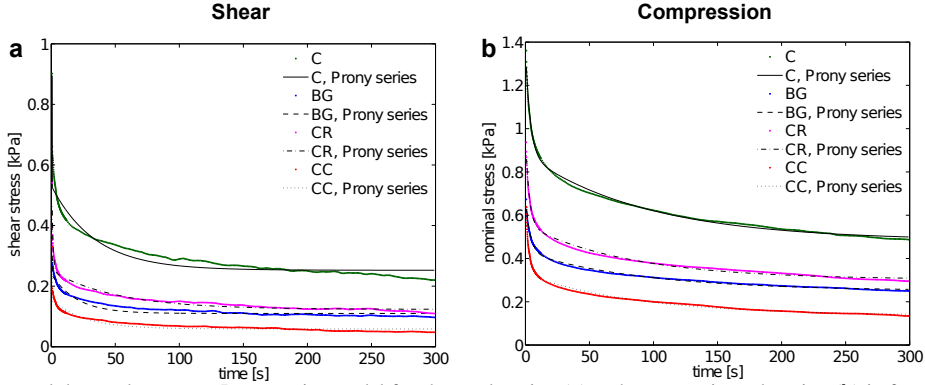 Shear
Compression
a
1
0.8
0.6
0.4
0.2
0
shear stress [kPa]
C
C, Prony series
BG
BG, Prony series
CR
CR, Prony series
CC
CC, Prony series
0
50
100
150
200
250
300
time [s]
b
1.4
1.2
1
0.8
0.6
0.4
0.2
0
nominal stress [kPa]
C
C, Prony series
BG
BG, Prony series
CR
CR, Prony series
CC
CC, Prony series
0
50
100
150
200
250
300
time [s]